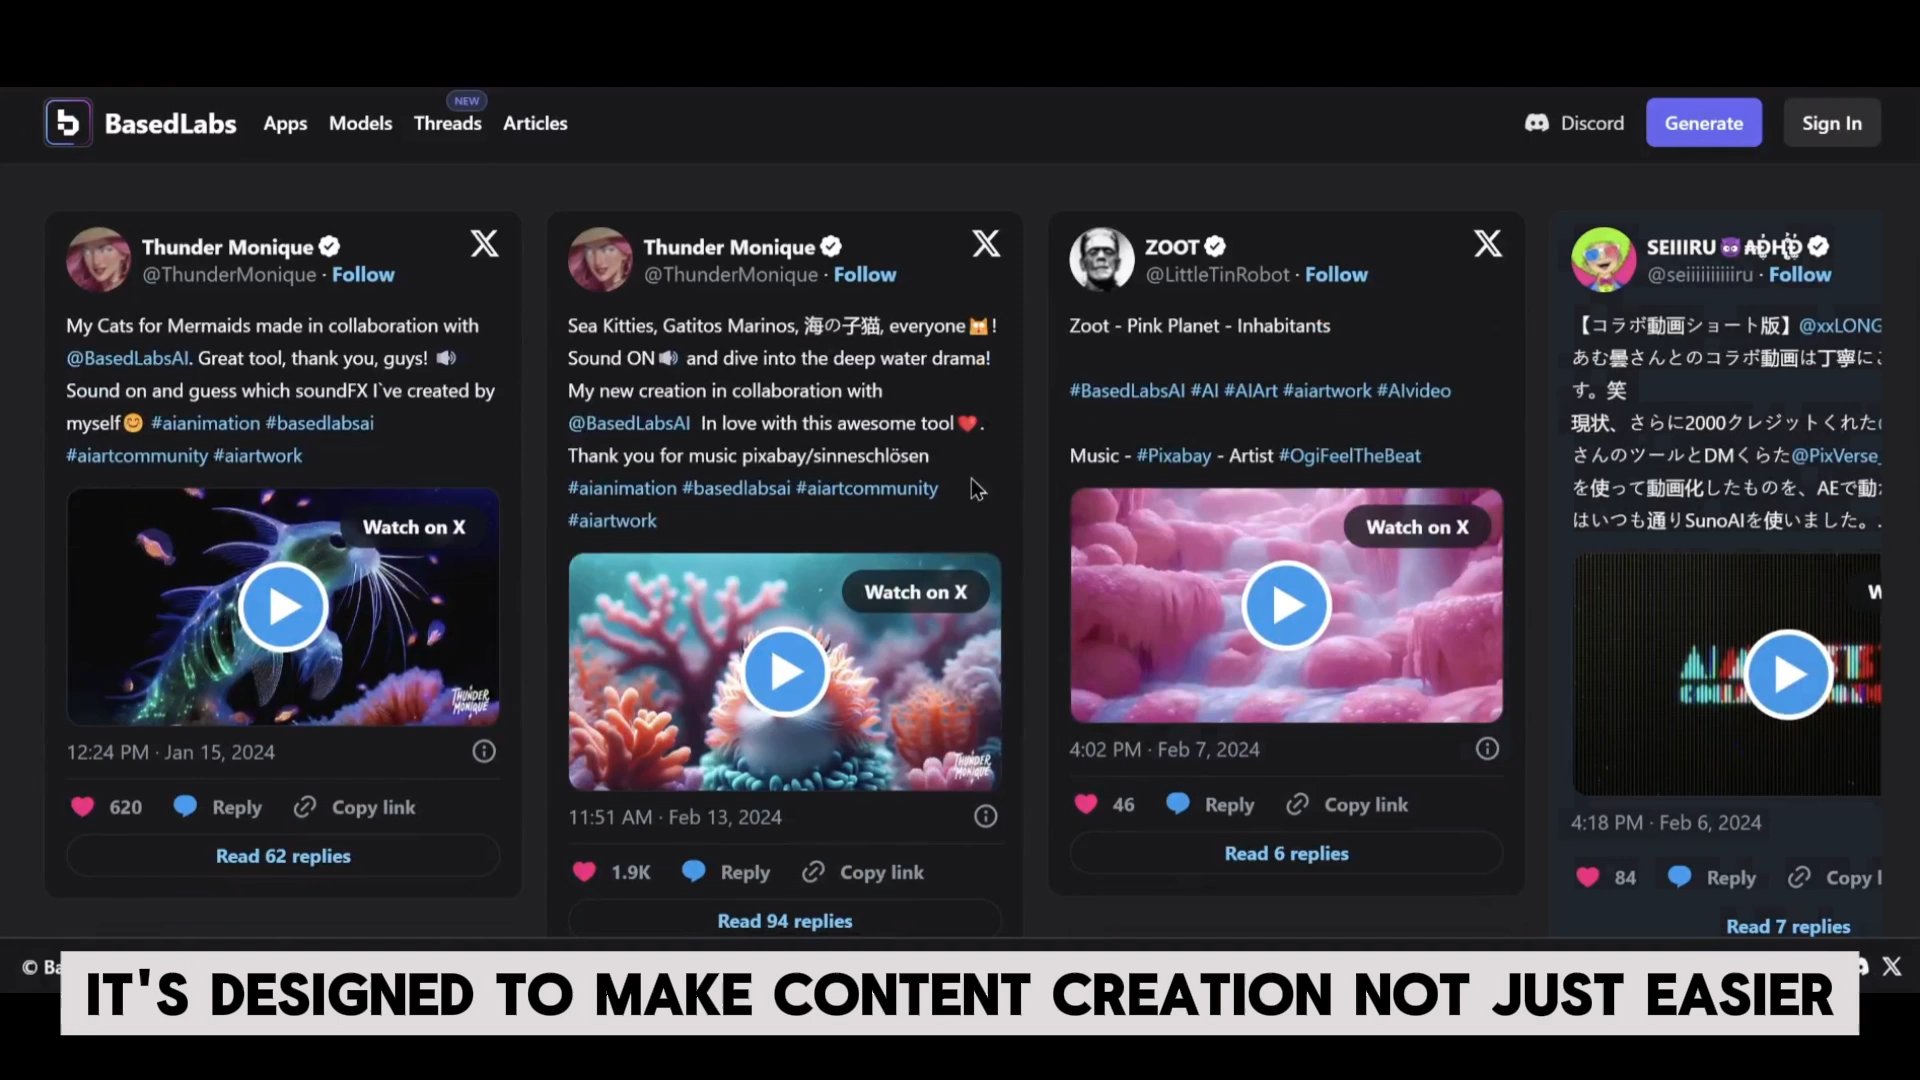 NEW
BasedLabs Apps Models Threads Articles Discord Generate Sign In
Thunder Monique
@ThunderMonique · Follow
My Cats for Mermaids made in collaboration with
@BasedLabsAI. Great tool, thank you, guys! 🔊
Sound on and guess which soundFX I`ve created by
myself😊 #aianimation #basedlabsai
#aiartcommunity #aiartwork
Watch on X
THUNDER
MONIQUE
12:24 PM · Jan 15, 2024
620 Reply Copy link
Read 62 replies
Thunder Monique
@ThunderMonique · Follow
Sea Kitties, Gatitos Marinos, 海の子猫, everyone🐱!
Sound ON🔊 and dive into the deep water drama!
My new creation in collaboration with
@BasedLabsAI In love with this awesome tool❤️.
Thank you for music pixabay/sinneschlösen
#aianimation #basedlabsai #aiartcommunity
#aiartwork
Watch on X
THUNDER
MONIQUE
11:51 AM · Feb 13, 2024
1.9K Reply Copy link
Read 94 replies
ZOOT
@LittleTinRobot · Follow
Zoot - Pink Planet - Inhabitants
#BasedLabsAI #AI #AIArt #aiartwork #AIvideo
Music - #Pixabay - Artist #OgiFeelTheBeat
Watch on X
4:02 PM · Feb 7, 2024
46 Reply Copy link
Read 6 replies
SEIIIRU😈ADHD
· Follow
【コラボ動画ショート版】@xxLONG
あむ曇さんとのコラボ動画は丁寧に
す。笑
現状、さらに2000クレジットくれた
さんのツールとDMくらた@PixVerse_
を使って動画化したものを、AEで動
はいつも通りSunoAIを使いました。.
4:18 PM · Feb 6, 2024
84 Reply Copy l
Read 7 replies
© Ba
IT'S DESIGNED TO MAKE CONTENT CREATION NOT JUST EASIER